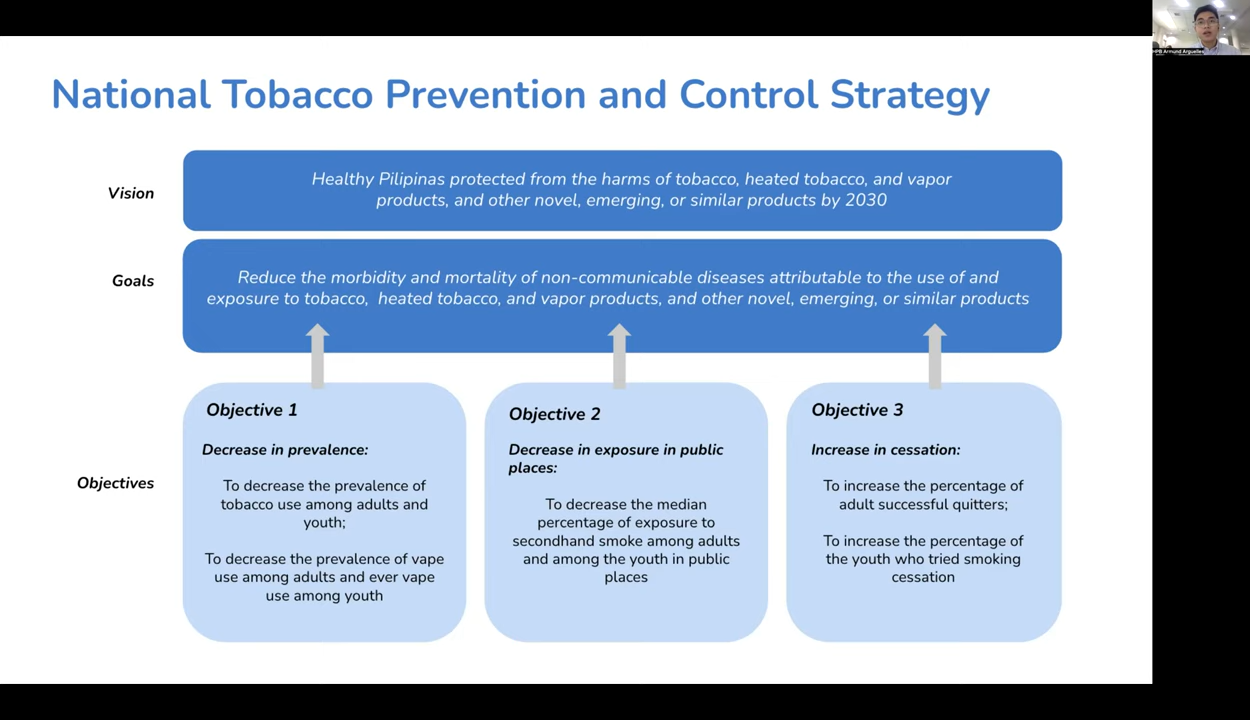 National Tobacco Prevention and Control Strategy
HPB Armund Arguelles
Vision
Healthy Pilipinas protected from the harms of tobacco, heated tobacco, and vapor
products, and other novel, emerging, or similar products by 2030
Goals
Reduce the morbidity and mortality of non-communicable diseases attributable to the use of and
exposure to tobacco, heated tobacco, and vapor products, and other novel, emerging, or similar products
Objectives
Objective 1
Decrease in prevalence:
To decrease the prevalence of
tobacco use among adults and
youth;
To decrease the prevalence of vape
use among adults and ever vape
use among youth
Objective 2
Decrease in exposure in public
places:
To decrease the median
percentage of exposure to
secondhand smoke among adults
and among the youth in public
places
Objective 3
Increase in cessation:
To increase the percentage of
adult successful quitters;
To increase the percentage of
the youth who tried smoking
cessation